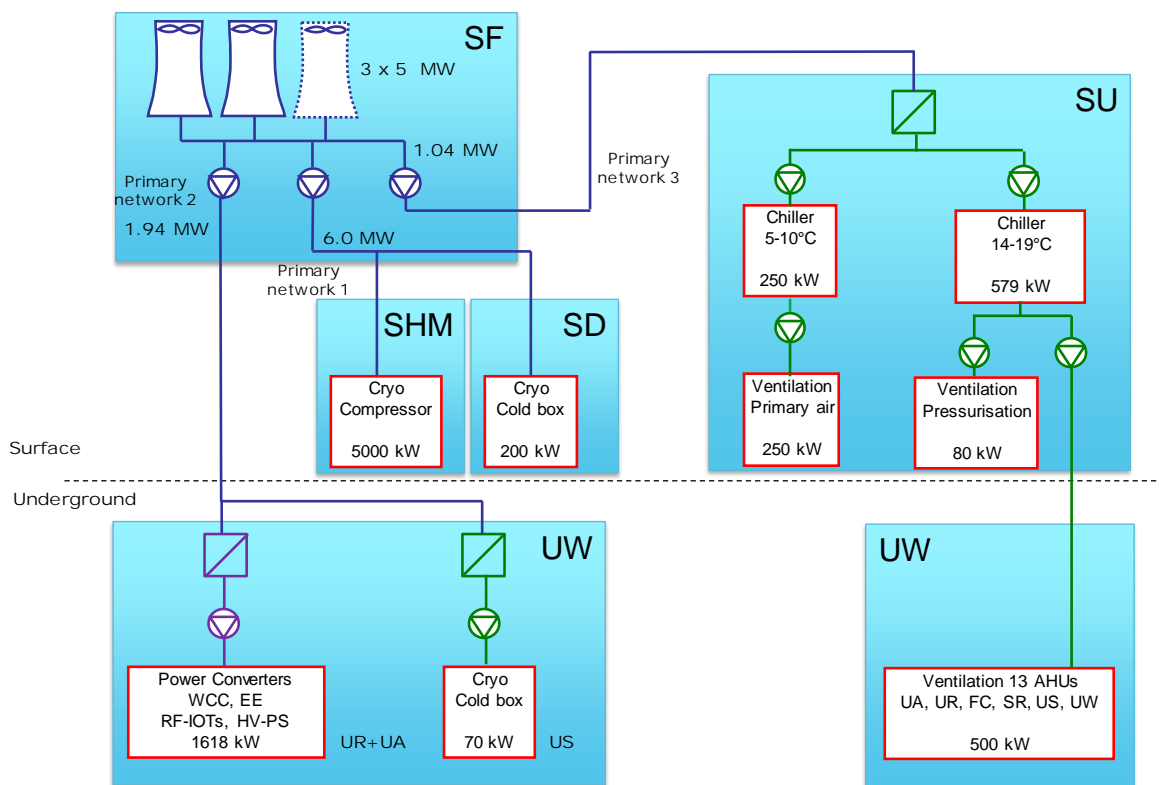 SF
3 x 5 MW
1.04 MW
Primary
network 2
1.94 MW
6.0 MW
Primary
network 1
Primary
network 3
SU
Chiller
5-10°C
250 kW
Chiller
14-19°C
579 kW
Ventilation
Primary air
250 kW
Ventilation
Pressurisation
80 kW
SHM
Cryo
Compressor
5000 kW
SD
Cryo
Cold box
200 kW
Surface
Underground
UW
Power Converters
WCC, EE
RF-IOTs, HV-PS
1618 kW
UR+UA
Cryo
Cold box
70 kW
US
UW
Ventilation 13 AHUs
UA, UR, FC, SR, US, UW
500 kW